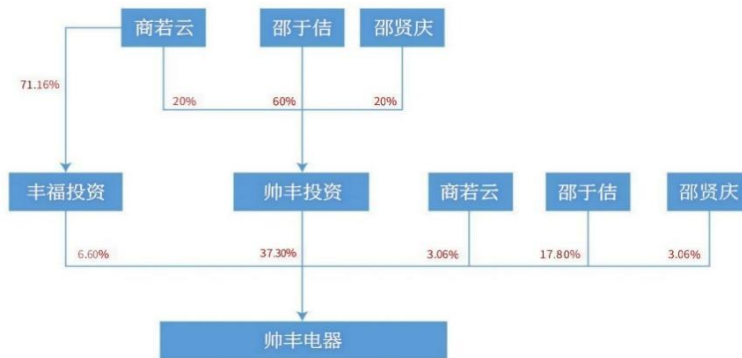 商若云 邵于佶 邵贤庆
71.16%
20% 60% 20%
丰福投资 帅丰投资 商若云 邵于佶 邵贤庆
6.60% 37.30% 3.06% 17.80% 3.06%
帅丰电器